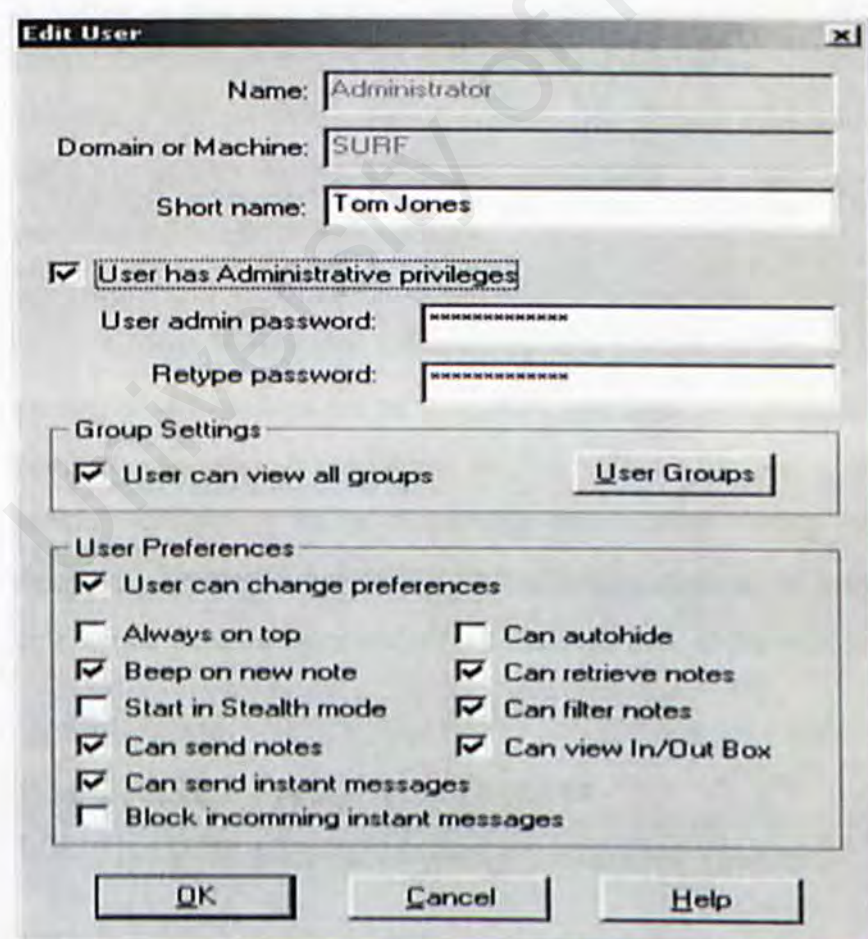 Edit User
Name: Administrator
Domain or Machine: SURF
Short name: Tom Jones
User has Administrative privileges
User admin password: *************
Retype password: *************
Group Settings
User can view all groups
User Groups
User Preferences
User can change preferences
Always on top
Can autohide
Beep on new note
Can retrieve notes
Start in Stealth mode
Can filter notes
Can send notes
Can view In/Out Box
Can send instant messages
Block incomming instant messages
OK
Cancel
Help
University of